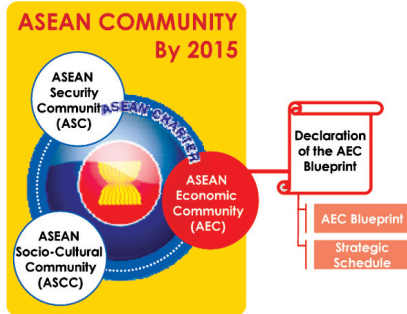 ASEAN COMMUNITY
By 2015
ASEAN
Security
Community
(ASC)
ASEAN CHARTER
ASEAN
Economic
Community
(AEC)
ASEAN
Socio-Cultural
Community
(ASCC)
Declaration
of the AEC
Blueprint
AEC Blueprint
Strategic
Schedule